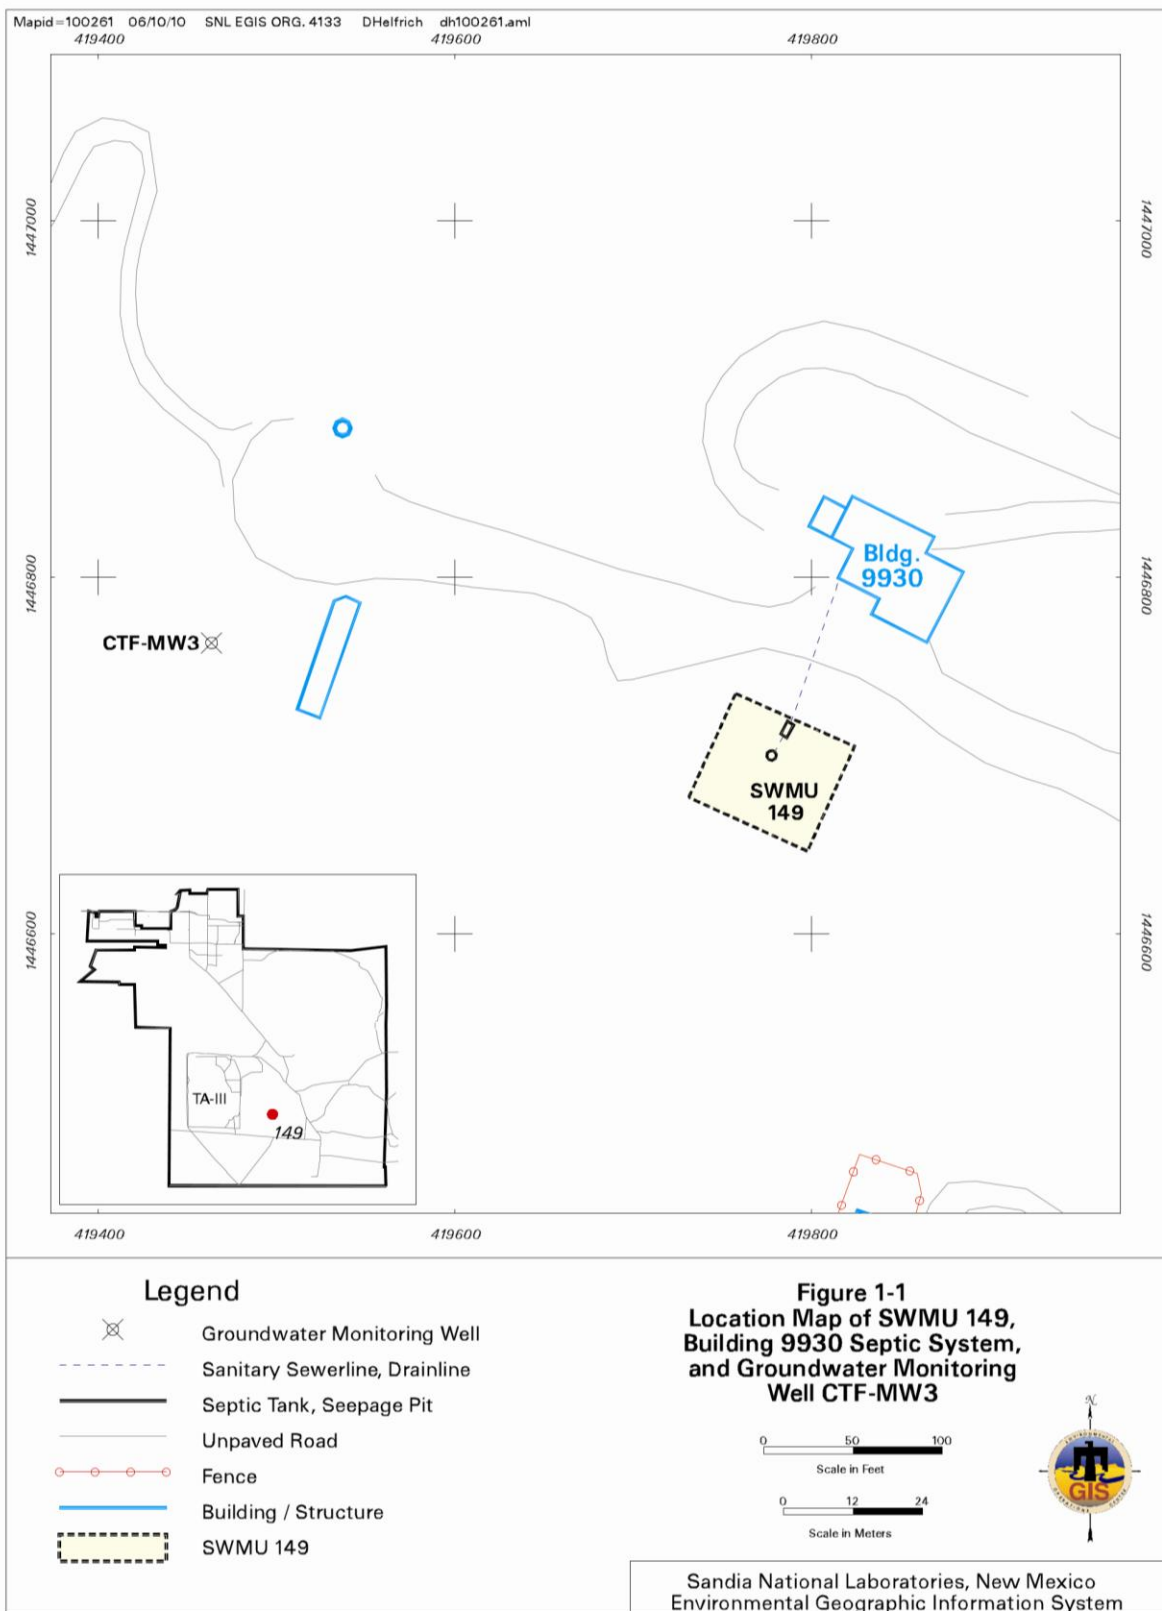 Mapid=100261 06/10/10 SNL EGIS ORG. 4133 DHelfrich dh100261.aml
419400 419600 419800
1447000 1447000
Bldg.
9930
1446800 1446800
CTF-MW3
SWMU
149
1446600 1446600
TA-III
149
419400 419600 419800
Legend
Groundwater Monitoring Well
Sanitary Sewerline, Drainline
Septic Tank, Seepage Pit
Unpaved Road
Fence
Building / Structure
SWMU 149
Figure 1-1
Location Map of SWMU 149,
Building 9930 Septic System,
and Groundwater Monitoring
Well CTF-MW3
0 50 100
Scale in Feet
0 12 24
Scale in Meters
N
GIS
Sandia National Laboratories, New Mexico
Environmental Geographic Information System